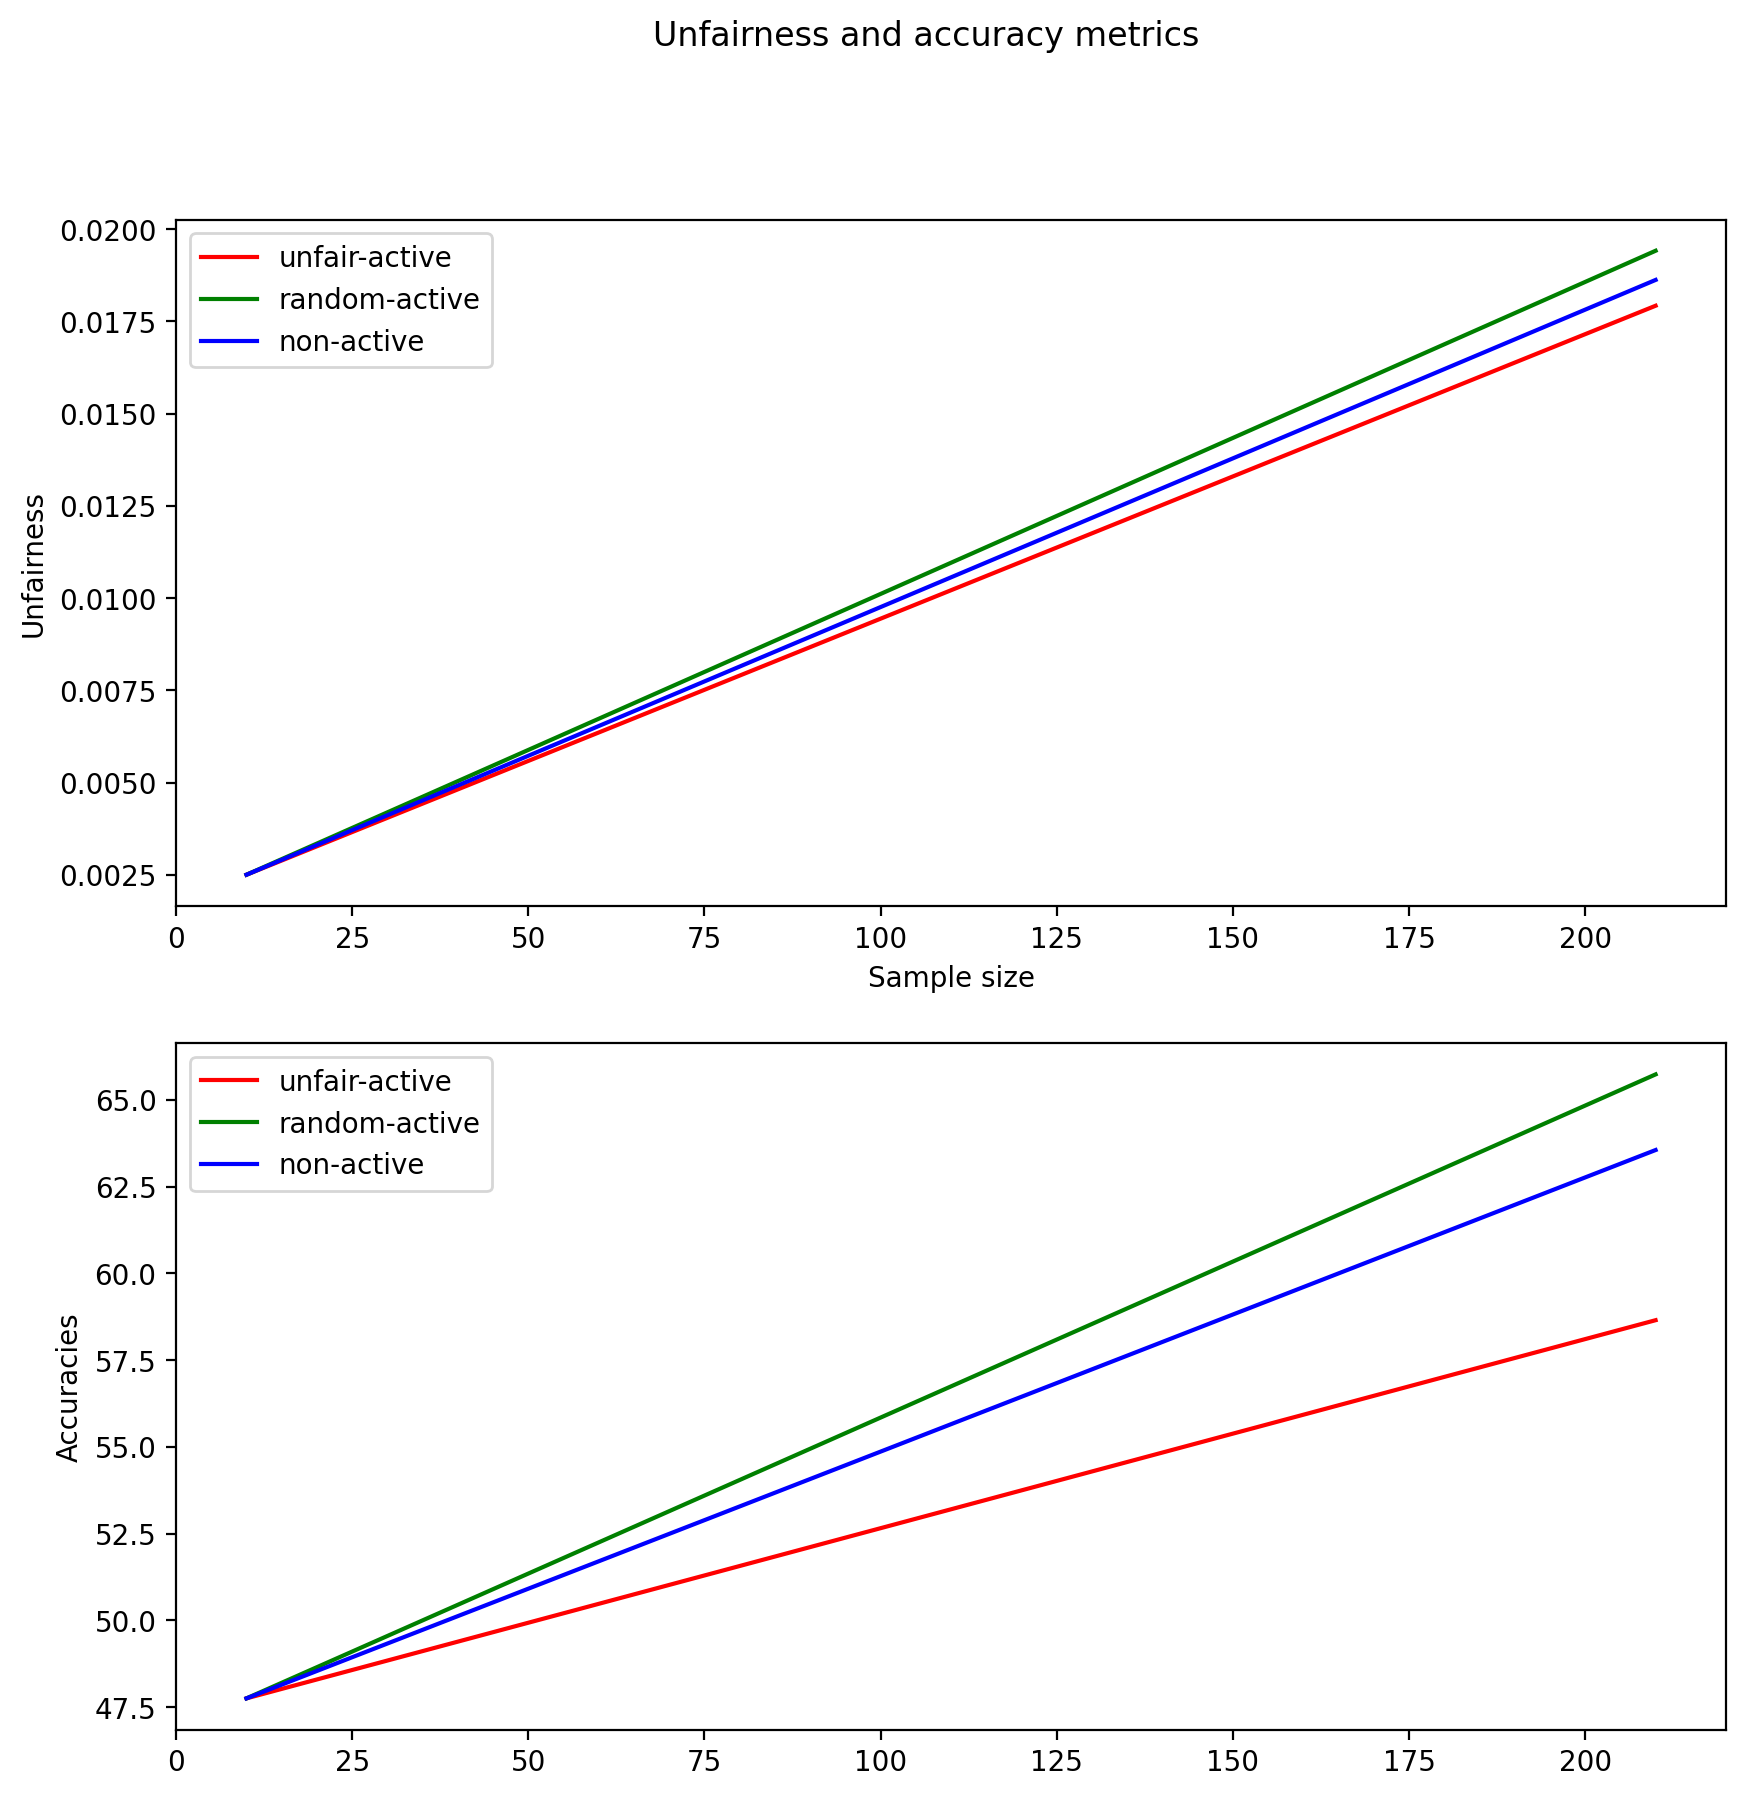 Unfairness and accuracy metrics
0.0200
0.0175
0.0150
0.0125
0.0100
0.0075
0.0050
0.0025
Unfairness
unfair-active
random-active
non-active
0 25 50 75 100 125 150 175 200
Sample size
65.0
62.5
60.0
57.5
55.0
52.5
50.0
47.5
Accuracies
unfair-active
random-active
non-active
0 25 50 75 100 125 150 175 200